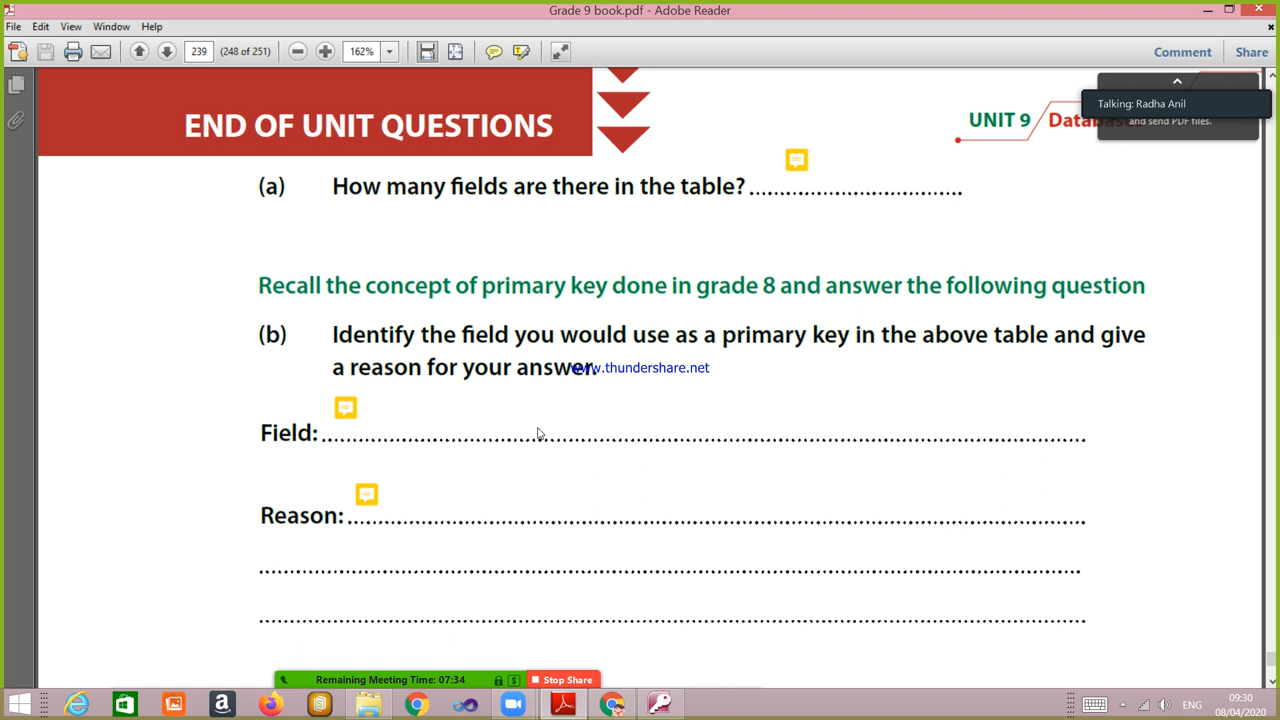 Grade 9 book.pdf - Adobe Reader
File Edit View Window Help
239 (248 of 251) 162% Comment Share
Talking: Radha Anil
and send PDF files.
END OF UNIT QUESTIONS
UNIT 9
(a) How many fields are there in the table? ....................................
Recall the concept of primary key done in grade 8 and answer the following question
(b) Identify the field you would use as a primary key in the above table and give
a reason for your answer.
www.thundershare.net
Field: ....................................
Reason: ....................................
Remaining Meeting Time: 07:34 Stop Share
ENG
09:30
08/04/2020